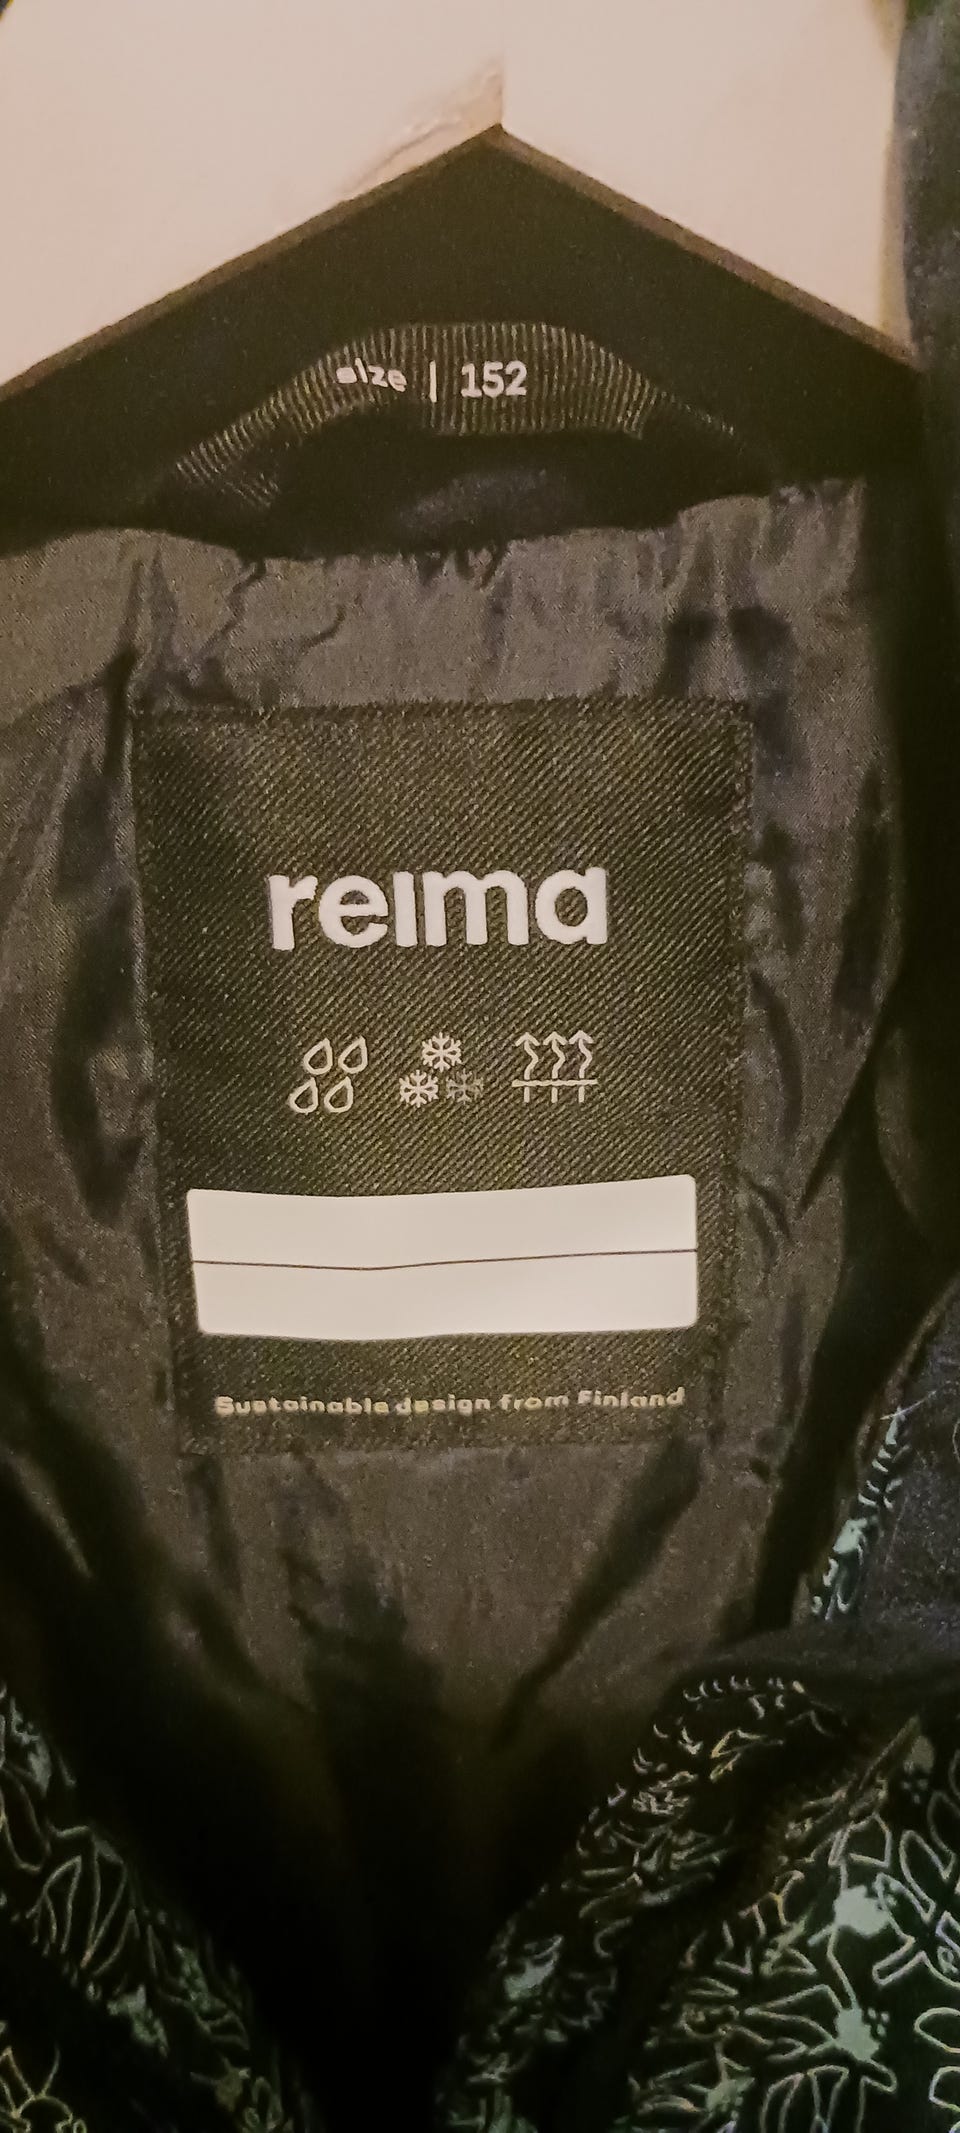 size | 152
reima
Sustainable design from Finland